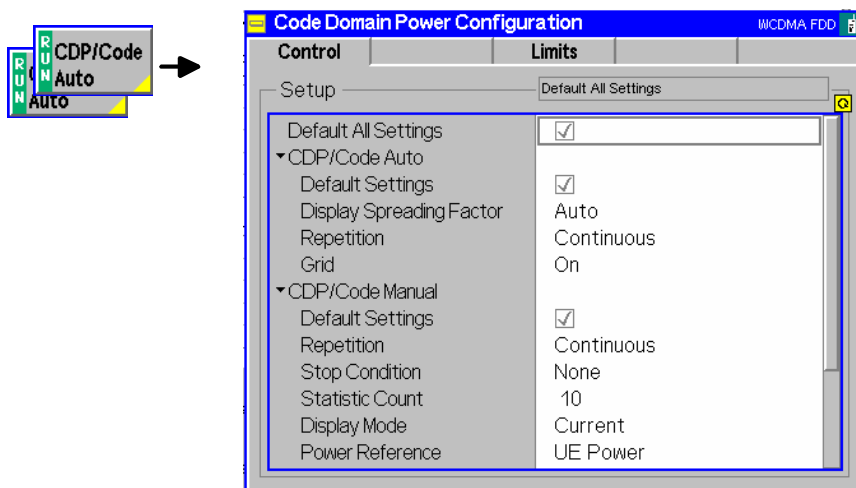 RUN CDP/Code
Auto
RUN
Auto
Code Domain Power Configuration WCDMA FDD
Control Limits
Setup Default All Settings
Default All Settings
CDP/Code Auto
Default Settings
Display Spreading Factor Auto
Repetition Continuous
Grid On
CDP/Code Manual
Default Settings
Repetition Continuous
Stop Condition None
Statistic Count 10
Display Mode Current
Power Reference UE Power